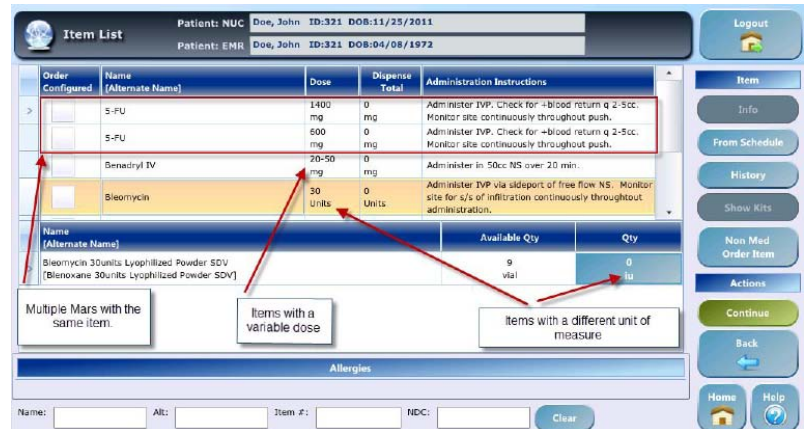 Item List
Patient: NUC Doe, John ID:321 DOB:11/25/2011
Patient: EMR Doe, John ID:321 DOB:04/08/1972
Logout
Order Configured Name [Alternate Name] Dose Dispense Total Administration Instructions
5-FU 1400 mg 0 mg Administer IVP. Check for +blood return q 2-5cc.
Monitor site continuously throughout push.
5-FU 600 mg 0 mg Administer IVP. Check for +blood return q 2-5cc.
Monitor site continuously throughout push.
Benadryl IV 20-50 mg 0 mg Administer in 50cc NS over 20 min.
Bleomycin 30 Units 0 Units Administer IVP via sideport of free flow NS. Monitor
site for s/s of infiltration continuously throughtout
administration.
Name [Alternate Name] Available Qty Qty
Bleomycin 30units Lyophilized Powder SDV 9 0
[Blenoxane 30units Lyophilized Powder SDV] vial iu
Multiple Mars with the
same item.
Items with a
variable dose
Items with a different unit of
measure
Allergies
Name: Alt: Item #: NDC: Clear
Item
Info
From Schedule
History
Show Kits
Non Med
Order Item
Actions
Continue
Back
Home Help